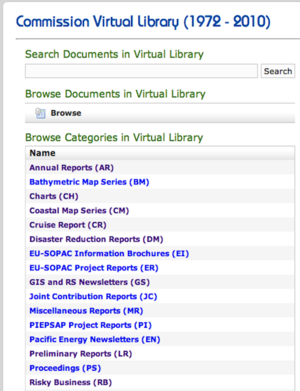 Commission Virtual Library (1972 - 2010)
Search Documents in Virtual Library
Search
Browse Documents in Virtual Library
Browse
Browse Categories in Virtual Library
Name
Annual Reports (AR)
Bathymetric Map Series (BM)
Charts (CH)
Coastal Map Series (CM)
Cruise Report (CR)
Disaster Reduction Reports (DM)
EU-SOPAC Information Brochures (EI)
EU-SOPAC Project Reports (ER)
GIS and RS Newsletters (GS)
Joint Contribution Reports (JC)
Miscellaneous Reports (MR)
PIEPSAP Project Reports (PI)
Pacific Energy Newsletters (EN)
Preliminary Reports (LR)
Proceedings (PS)
Risky Business (RB)